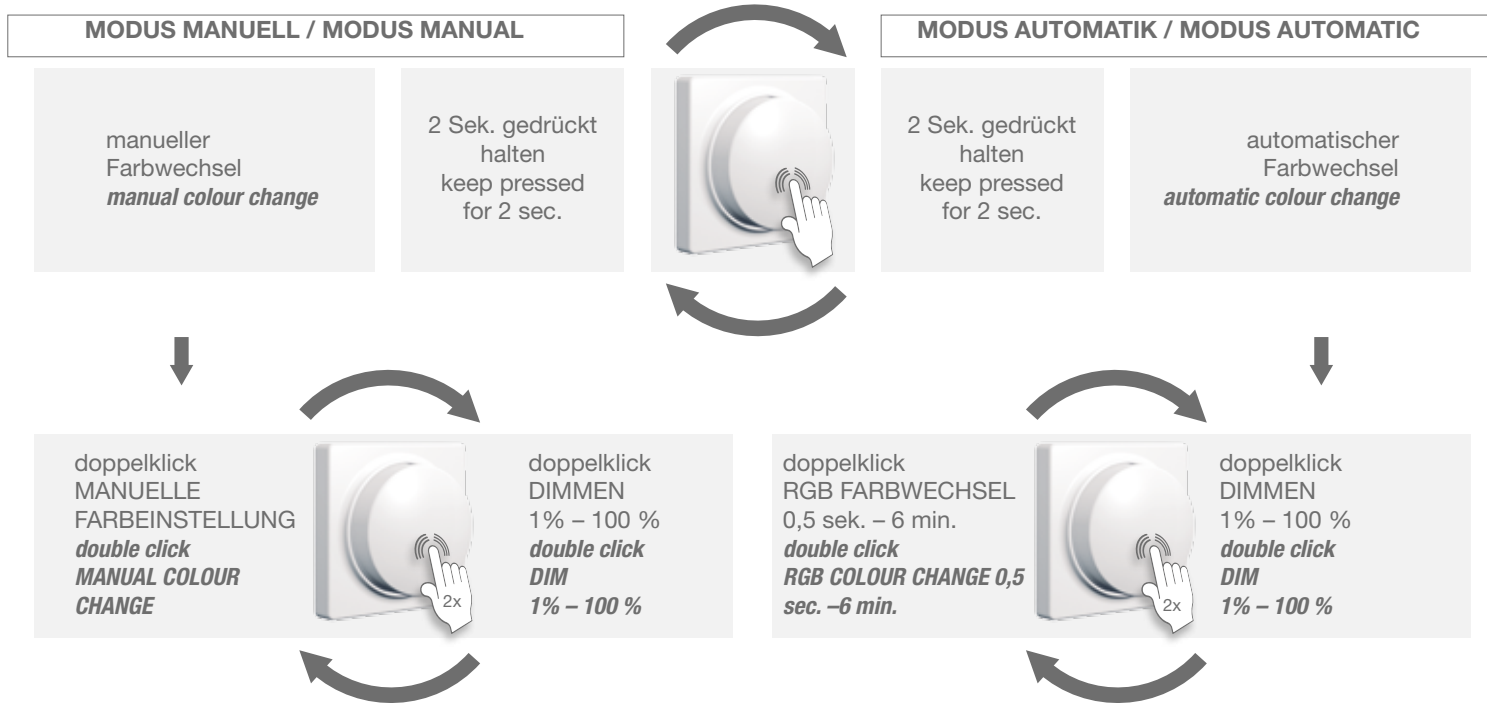 MODUS MANUELL / MODUS MANUAL
MODUS AUTOMATIK / MODUS AUTOMATIC
manueller
Farbwechsel
manual colour change
2 Sek. gedrückt
halten
keep pressed
for 2 sec.
2 Sek. gedrückt
halten
keep pressed
for 2 sec.
automatischer
Farbwechsel
automatic colour change
doppelklick
MANUELLE
FARBEINSTELLUNG
double click
MANUAL COLOUR
CHANGE
2x
doppelklick
DIMMEN
1% – 100 %
double click
DIM
1% – 100 %
doppelklick
RGB FARBWECHSEL
0,5 sek. – 6 min.
double click
RGB COLOUR CHANGE 0,5
sec. –6 min.
2x
doppelklick
DIMMEN
1% – 100 %
double click
DIM
1% – 100 %